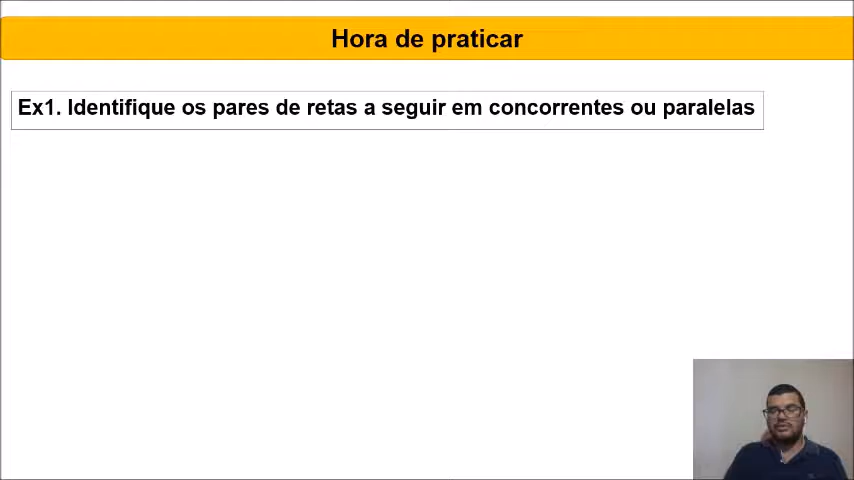 Hora de praticar
Ex1. Identifique os pares de retas a seguir em concorrentes ou paralelas